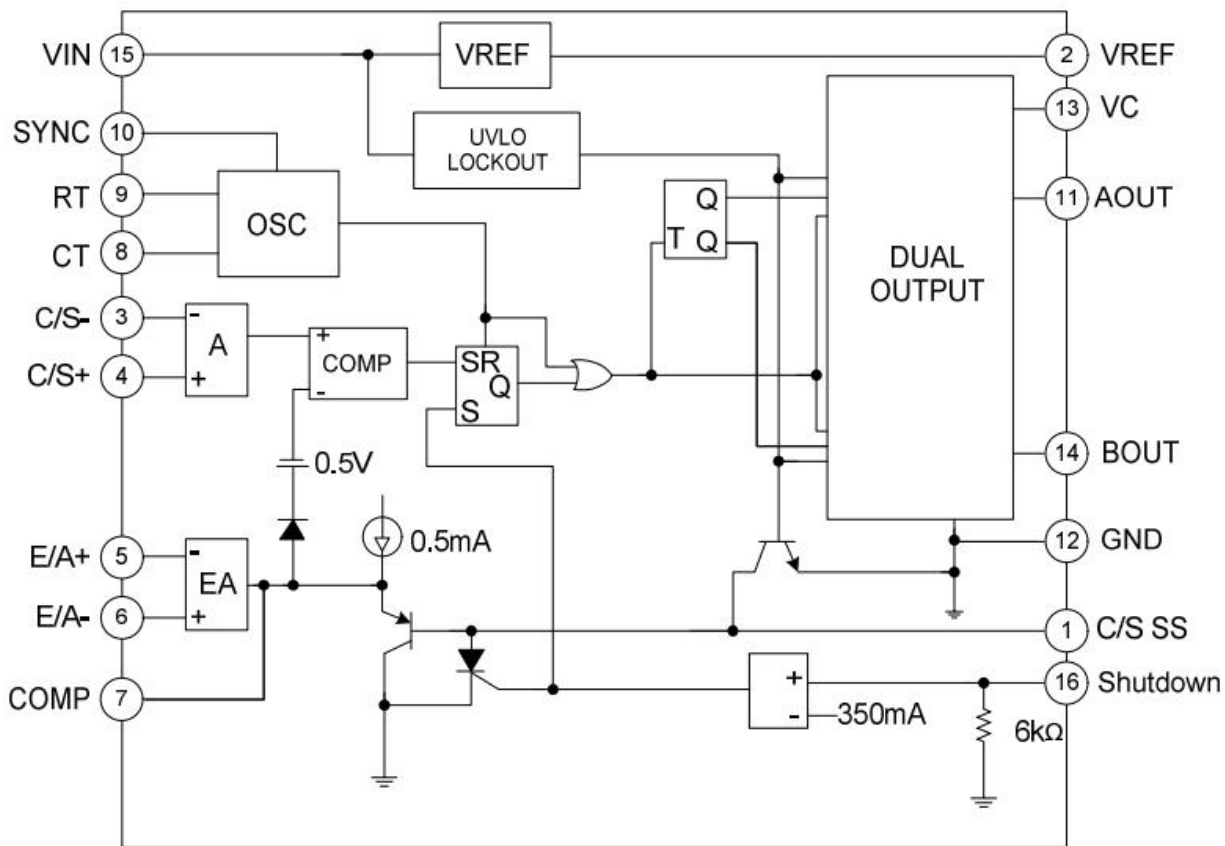 VIN 15
VREF
2 VREF
13 VC
SYNC 10
UVLO
LOCKOUT
RT 9
OSC
CT 8
Q
T Q
11 AOUT
DUAL
OUTPUT
C/S- 3
-
A
C/S+ 4
+
+
COMP
-
SR
Q
S
0.5V
14 BOUT
0.5mA
E/A+ 5
-
EA
E/A- 6
+
12 GND
1 C/S SS
COMP 7
+
-
350mA
16 Shutdown
6kΩ